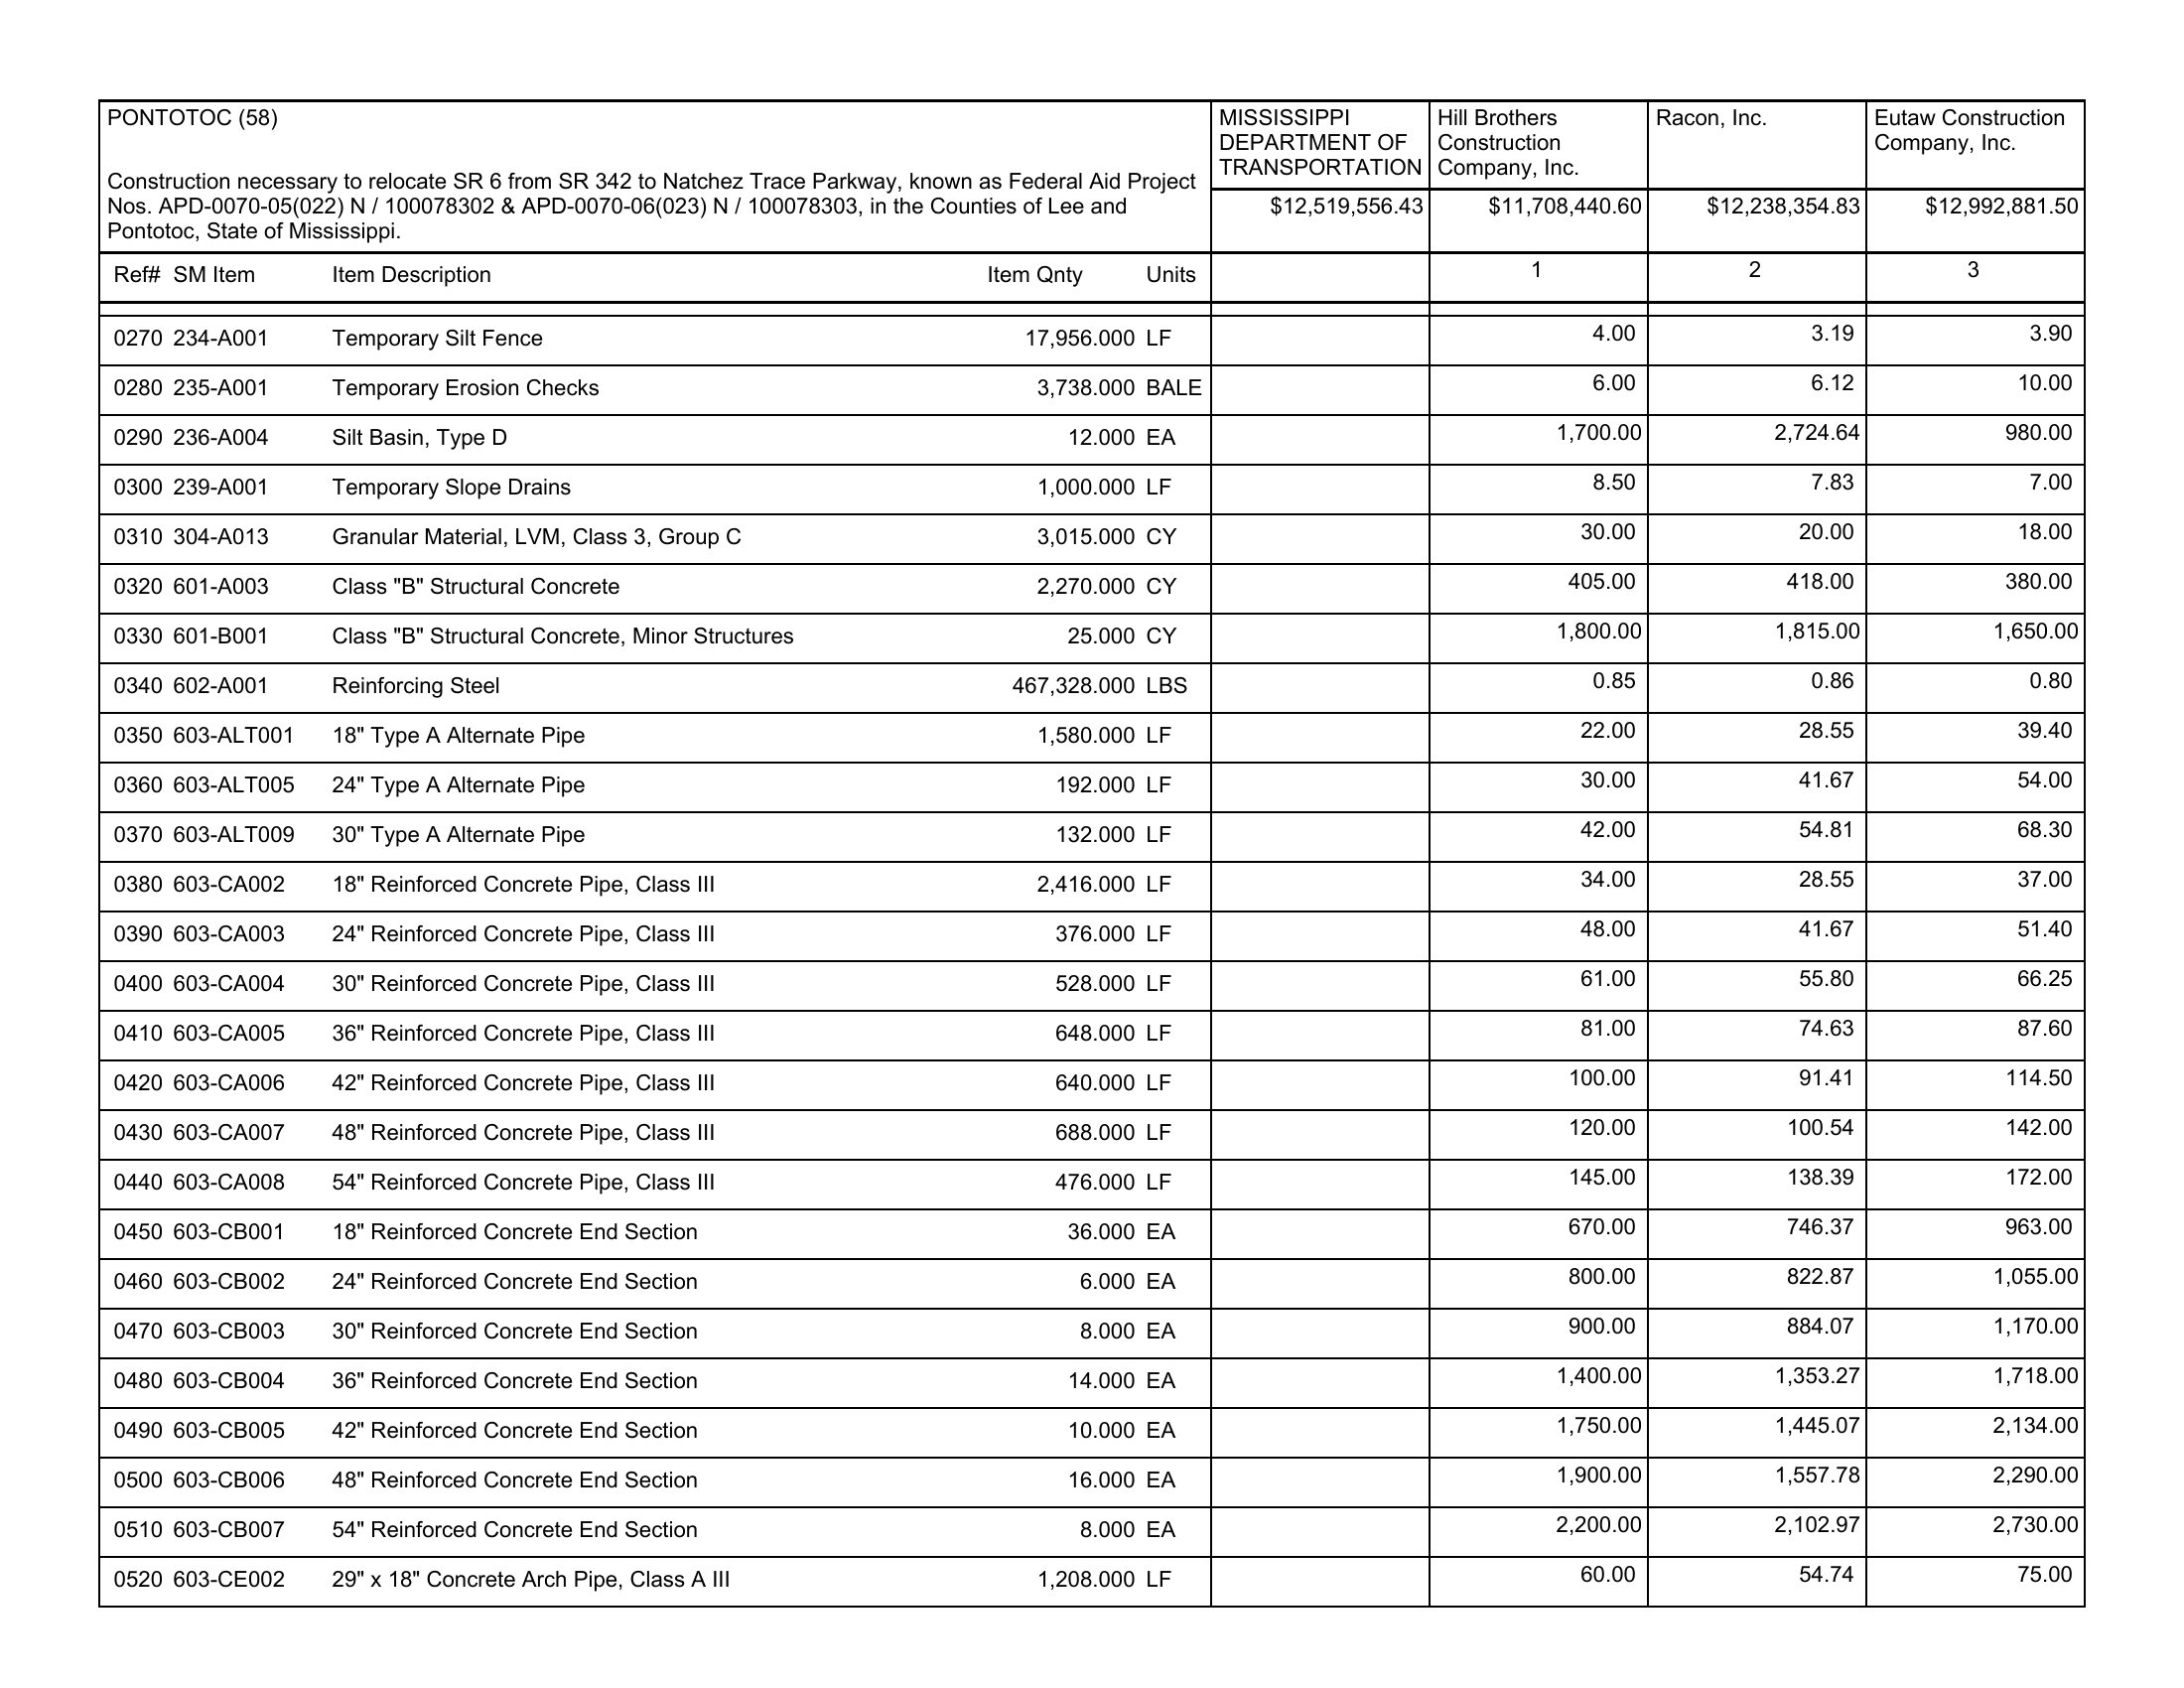 PONTOTOC (58)
Construction necessary to relocate SR 6 from SR 342 to Natchez Trace Parkway, known as Federal Aid Project
Nos. APD-0070-05(022) N / 100078302 & APD-0070-06(023) N / 100078303, in the Counties of Lee and
Pontotoc, State of Mississippi.
MISSISSIPPI
DEPARTMENT OF
TRANSPORTATION
Hill Brothers
Construction
Company, Inc.
Racon, Inc.
Eutaw Construction
Company, Inc.
$12,519,556.43 $11,708,440.60 $12,238,354.83 $12,992,881.50
Ref# SM Item Item Description Item Qnty Units 1 2 3
0270 234-A001 Temporary Silt Fence 17,956.000 LF 4.00 3.19 3.90
0280 235-A001 Temporary Erosion Checks 3,738.000 BALE 6.00 6.12 10.00
0290 236-A004 Silt Basin, Type D 12.000 EA 1,700.00 2,724.64 980.00
0300 239-A001 Temporary Slope Drains 1,000.000 LF 8.50 7.83 7.00
0310 304-A013 Granular Material, LVM, Class 3, Group C 3,015.000 CY 30.00 20.00 18.00
0320 601-A003 Class "B" Structural Concrete 2,270.000 CY 405.00 418.00 380.00
0330 601-B001 Class "B" Structural Concrete, Minor Structures 25.000 CY 1,800.00 1,815.00 1,650.00
0340 602-A001 Reinforcing Steel 467,328.000 LBS 0.85 0.86 0.80
0350 603-ALT001 18" Type A Alternate Pipe 1,580.000 LF 22.00 28.55 39.40
0360 603-ALT005 24" Type A Alternate Pipe 192.000 LF 30.00 41.67 54.00
0370 603-ALT009 30" Type A Alternate Pipe 132.000 LF 42.00 54.81 68.30
0380 603-CA002 18" Reinforced Concrete Pipe, Class III 2,416.000 LF 34.00 28.55 37.00
0390 603-CA003 24" Reinforced Concrete Pipe, Class III 376.000 LF 48.00 41.67 51.40
0400 603-CA004 30" Reinforced Concrete Pipe, Class III 528.000 LF 61.00 55.80 66.25
0410 603-CA005 36" Reinforced Concrete Pipe, Class III 648.000 LF 81.00 74.63 87.60
0420 603-CA006 42" Reinforced Concrete Pipe, Class III 640.000 LF 100.00 91.41 114.50
0430 603-CA007 48" Reinforced Concrete Pipe, Class III 688.000 LF 120.00 100.54 142.00
0440 603-CA008 54" Reinforced Concrete Pipe, Class III 476.000 LF 145.00 138.39 172.00
0450 603-CB001 18" Reinforced Concrete End Section 36.000 EA 670.00 746.37 963.00
0460 603-CB002 24" Reinforced Concrete End Section 6.000 EA 800.00 822.87 1,055.00
0470 603-CB003 30" Reinforced Concrete End Section 8.000 EA 900.00 884.07 1,170.00
0480 603-CB004 36" Reinforced Concrete End Section 14.000 EA 1,400.00 1,353.27 1,718.00
0490 603-CB005 42" Reinforced Concrete End Section 10.000 EA 1,750.00 1,445.07 2,134.00
0500 603-CB006 48" Reinforced Concrete End Section 16.000 EA 1,900.00 1,557.78 2,290.00
0510 603-CB007 54" Reinforced Concrete End Section 8.000 EA 2,200.00 2,102.97 2,730.00
0520 603-CE002 29" x 18" Concrete Arch Pipe, Class A III 1,208.000 LF 60.00 54.74 75.00